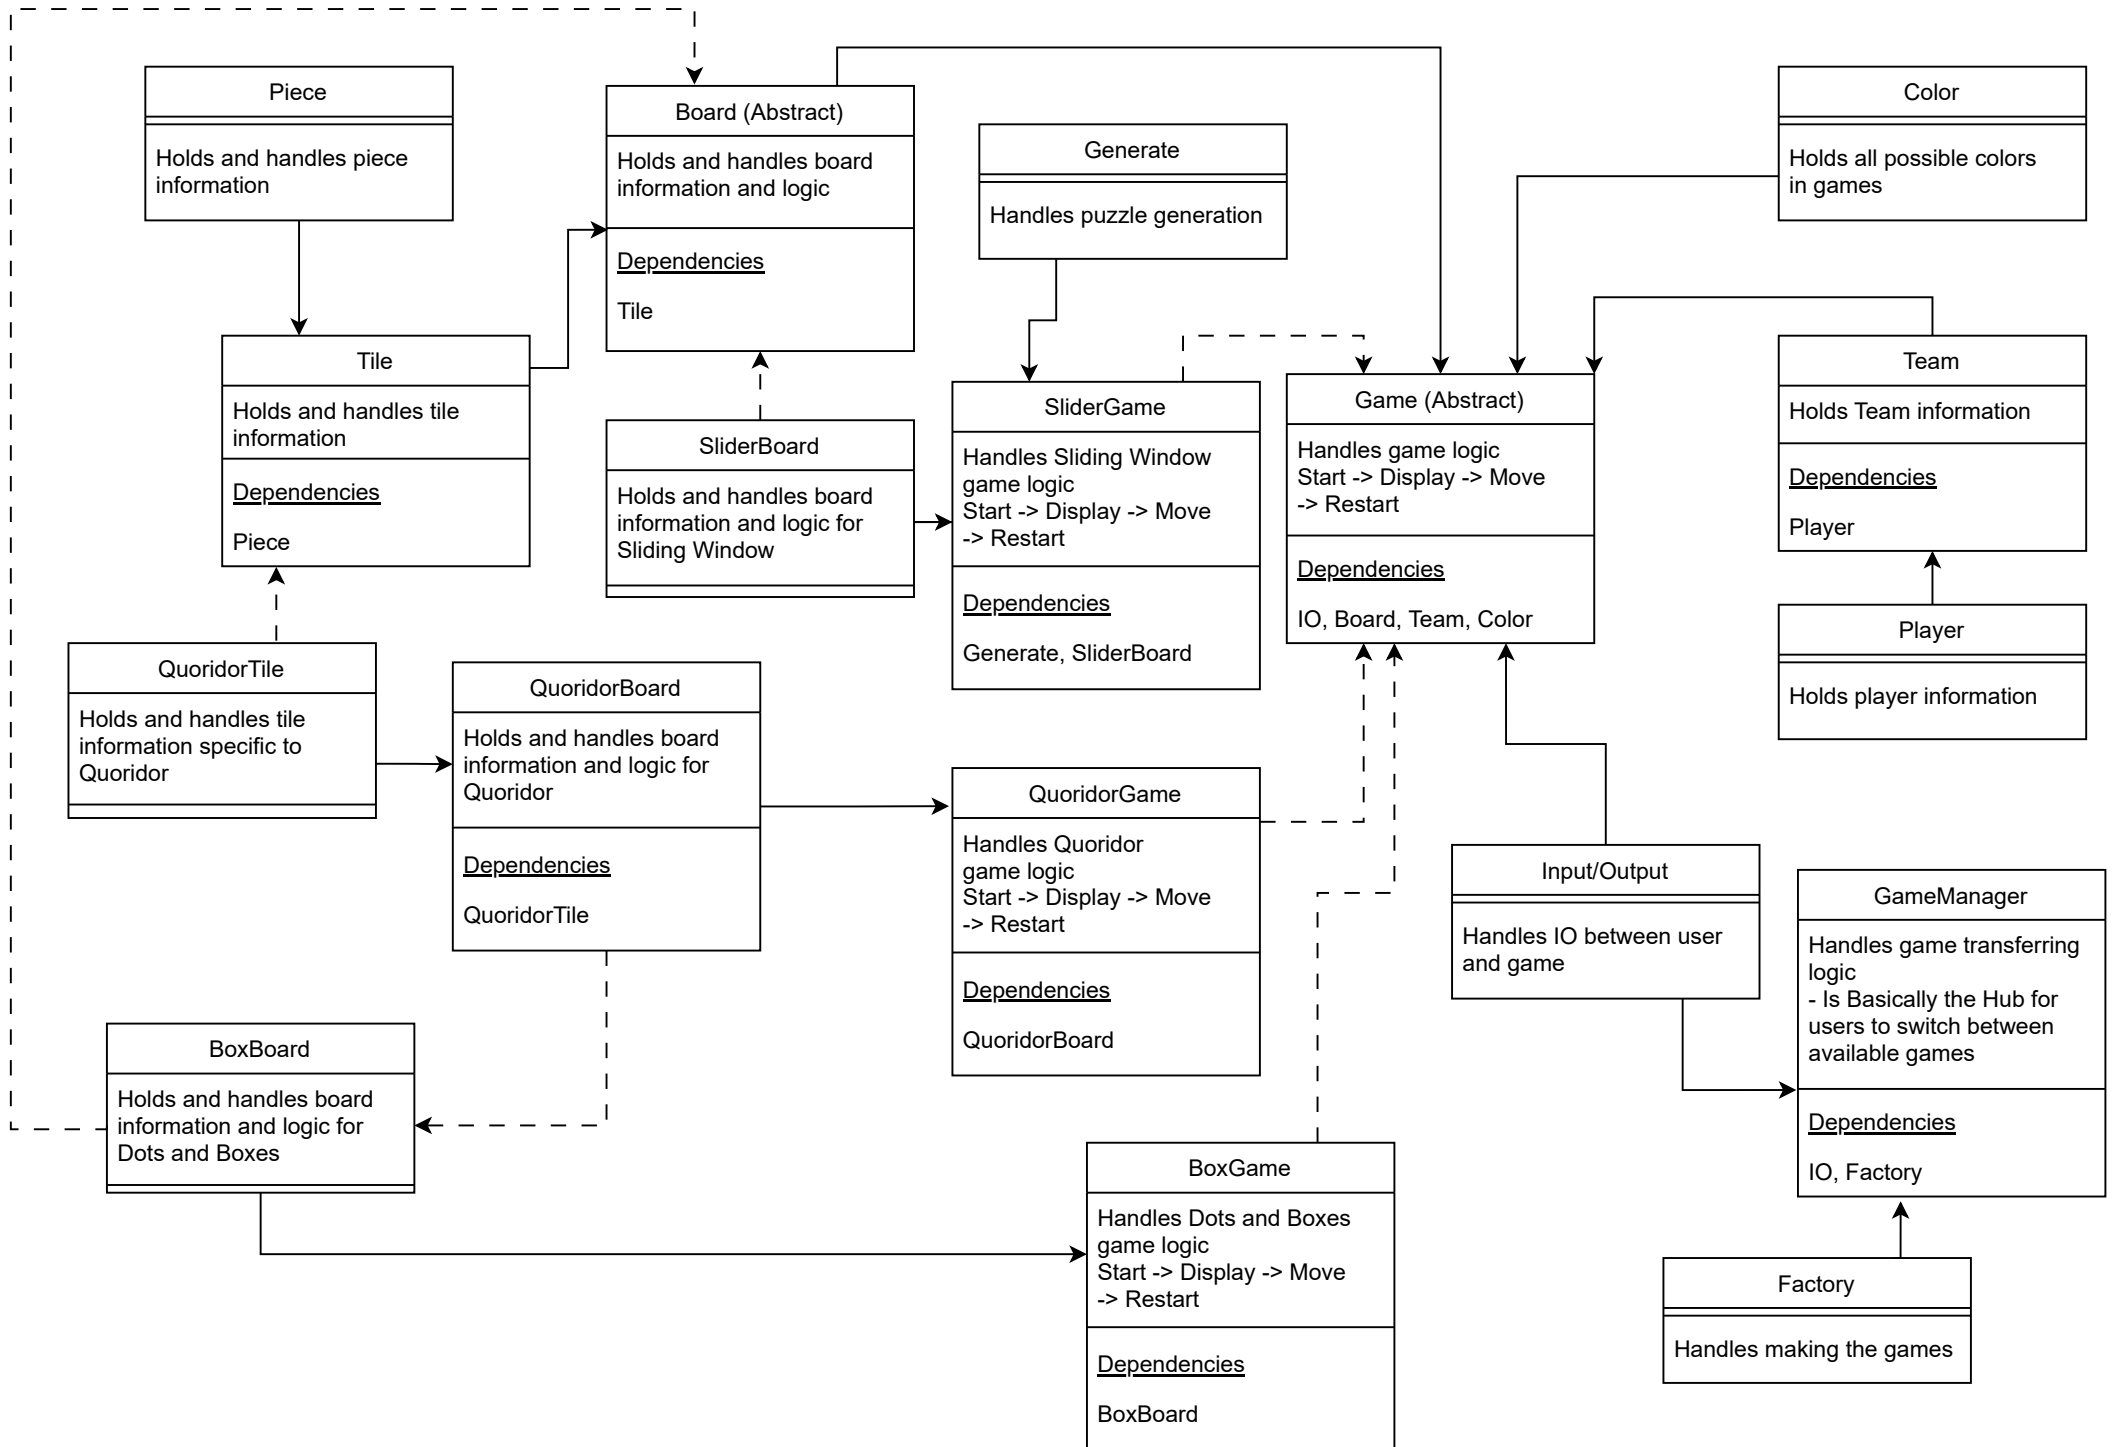 Piece
Holds and handles piece
information
Board (Abstract)
Holds and handles board
information and logic
Dependencies
Tile
Generate
Handles puzzle generation
Color
Holds all possible colors
in games
Tile
Holds and handles tile
information
Dependencies
Piece
SliderBoard
Holds and handles board
information and logic for
Sliding Window
SliderGame
Handles Sliding Window
game logic
Start -> Display -> Move
-> Restart
Dependencies
Generate, SliderBoard
Game (Abstract)
Handles game logic
Start -> Display -> Move
-> Restart
Dependencies
IO, Board, Team, Color
Team
Holds Team information
Dependencies
Player
Player
Holds player information
QuoridorTile
Holds and handles tile
information specific to
Quoridor
QuoridorBoard
Holds and handles board
information and logic for
Quoridor
Dependencies
QuoridorTile
QuoridorGame
Handles Quoridor
game logic
Start -> Display -> Move
-> Restart
Dependencies
QuoridorBoard
Input/Output
Handles IO between user
and game
GameManager
Handles game transferring
logic
- Is Basically the Hub for
users to switch between
available games
Dependencies
IO, Factory
BoxBoard
Holds and handles board
information and logic for
Dots and Boxes
BoxGame
Handles Dots and Boxes
game logic
Start -> Display -> Move
-> Restart
Dependencies
BoxBoard
Factory
Handles making the games